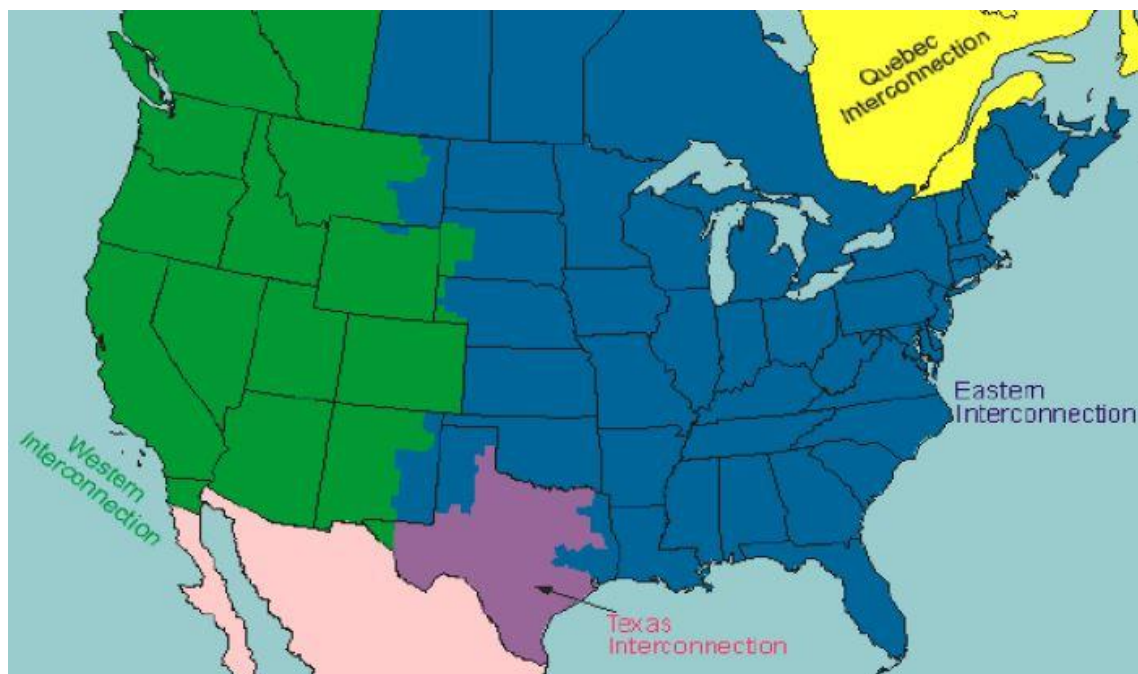 Quebec
Interconnection
Eastern
Interconnection
Western
Interconnection
Texas
Interconnection